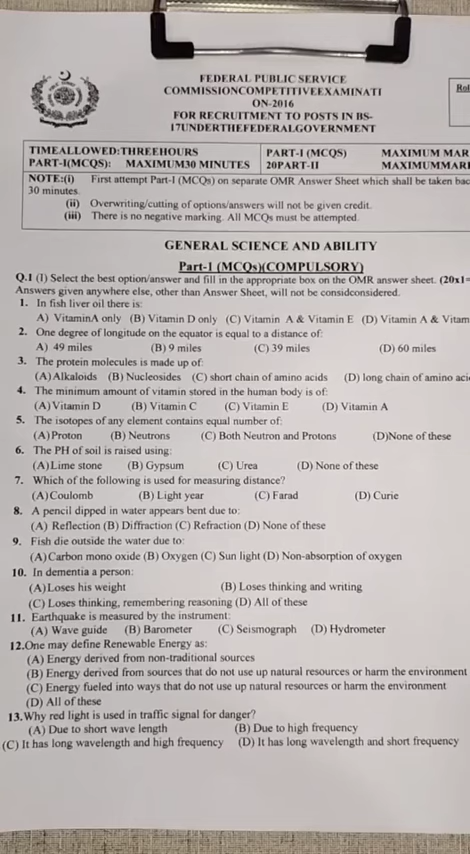 FEDERAL PUBLIC SERVICE
COMMISSIONCOMPETITIVEEXAMINATI
ON-2016
FOR RECRUITMENT TO POSTS IN BS-
17UNDERTHEFEDERALGOVERNMENT
Rol
TIMEALLOWED:THREEHOURS PART-I (MCQS) MAXIMUM MAR
PART-I(MCQS): MAXIMUM30 MINUTES 20PART-II MAXIMUMMAR
NOTE:(i) First attempt Part-I (MCQs) on separate OMR Answer Sheet which shall be taken bac
30 minutes.
(ii) Overwriting/cutting of options/answers will not be given credit.
(iii) There is no negative marking. All MCQs must be attempted.
GENERAL SCIENCE AND ABILITY
Part-1 (MCQs)(COMPULSORY)
Q.1 (I) Select the best option/answer and fill in the appropriate box on the OMR answer sheet. (20x1=
Answers given anywhere else, other than Answer Sheet, will not be considconsidered.
1. In fish liver oil there is:
A) VitaminA only (B) Vitamin D only (C) Vitamin A & Vitamin E (D) Vitamin A & Vitam
2. One degree of longitude on the equator is equal to a distance of:
A) 49 miles (B) 9 miles (C) 39 miles (D) 60 miles
3. The protein molecules is made up of:
(A) Alkaloids (B) Nucleosides (C) short chain of amino acids (D) long chain of amino aci
4. The minimum amount of vitamin stored in the human body is of:
(A) Vitamin D (B) Vitamin C (C) Vitamin E (D) Vitamin A
5. The isotopes of any element contains equal number of:
(A) Proton (B) Neutrons (C) Both Neutron and Protons (D)None of these
6. The PH of soil is raised using:
(A)Lime stone (B) Gypsum (C) Urea (D) None of these
7. Which of the following is used for measuring distance?
(A)Coulomb (B) Light year (C) Farad (D) Curie
8. A pencil dipped in water appears bent due to:
(A) Reflection (B) Diffraction (C) Refraction (D) None of these
9. Fish die outside the water due to:
(A)Carbon mono oxide (B) Oxygen (C) Sun light (D) Non-absorption of oxygen
10. In dementia a person:
(A)Loses his weight (B) Loses thinking and writing
(C) Loses thinking, remembering reasoning (D) All of these
11. Earthquake is measured by the instrument:
(A) Wave guide (B) Barometer (C) Seismograph (D) Hydrometer
12.One may define Renewable Energy as:
(A) Energy derived from non-traditional sources
(B) Energy derived from sources that do not use up natural resources or harm the environment
(C) Energy fueled into ways that do not use up natural resources or harm the environment
(D) All of these
13.Why red light is used in traffic signal for danger?
(A) Due to short wave length (B) Due to high frequency
(C) It has long wavelength and high frequency (D) It has long wavelength and short frequency